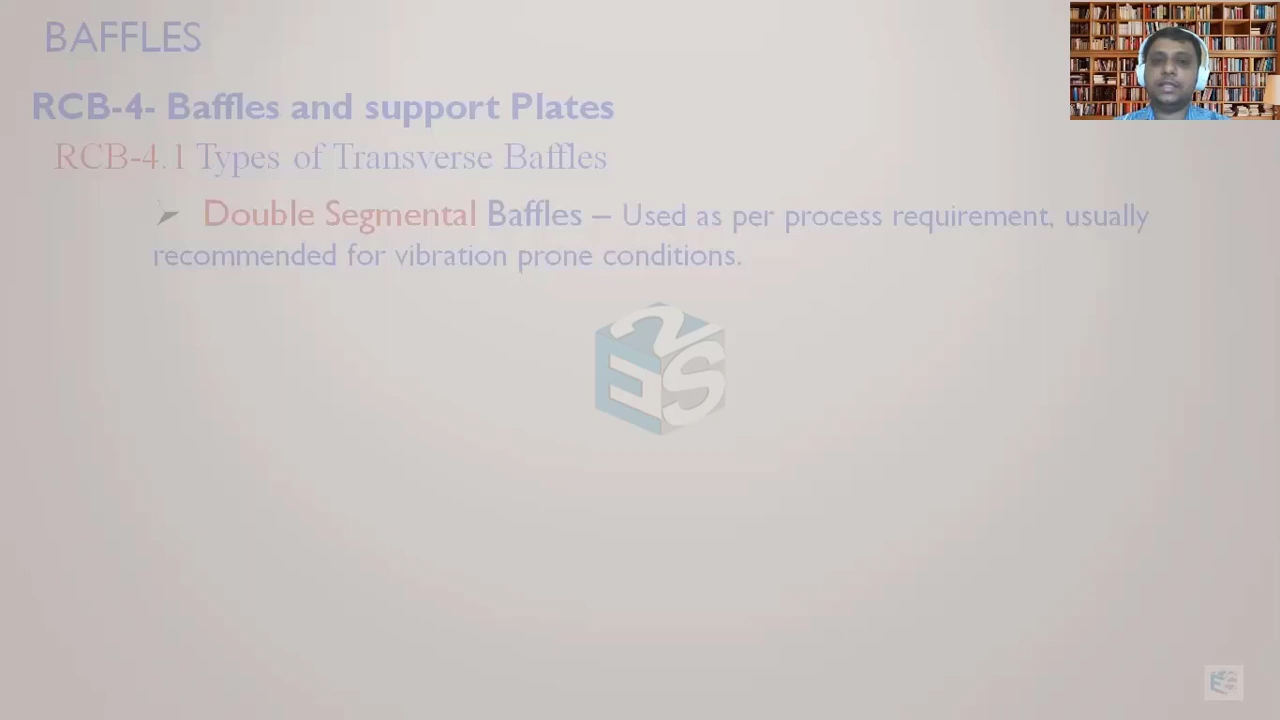 BAFFLES
RCB-4- Baffles and support Plates
RCB-4.1 Types of Transverse Baffles
➢ Double Segmental Baffles – Used as per process requirement, usually
recommended for vibration prone conditions.
E2S